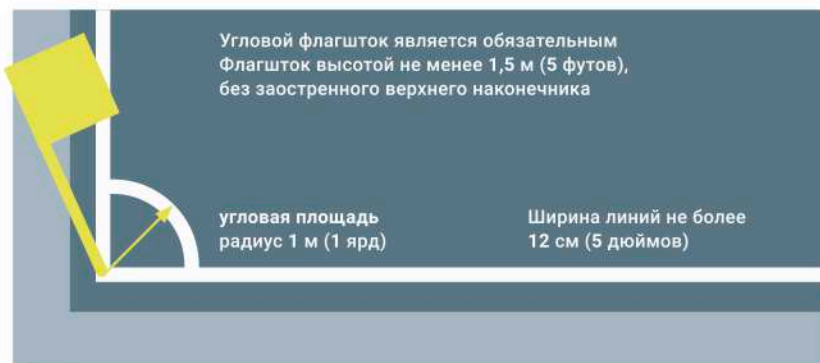 Угловой флагшток является обязательным
Флагшток высотой не менее 1,5 м (5 футов),
без заостренного верхнего наконечника
угловая площадь
радиус 1 м (1 ярд)
Ширина линий не более
12 см (5 дюймов)